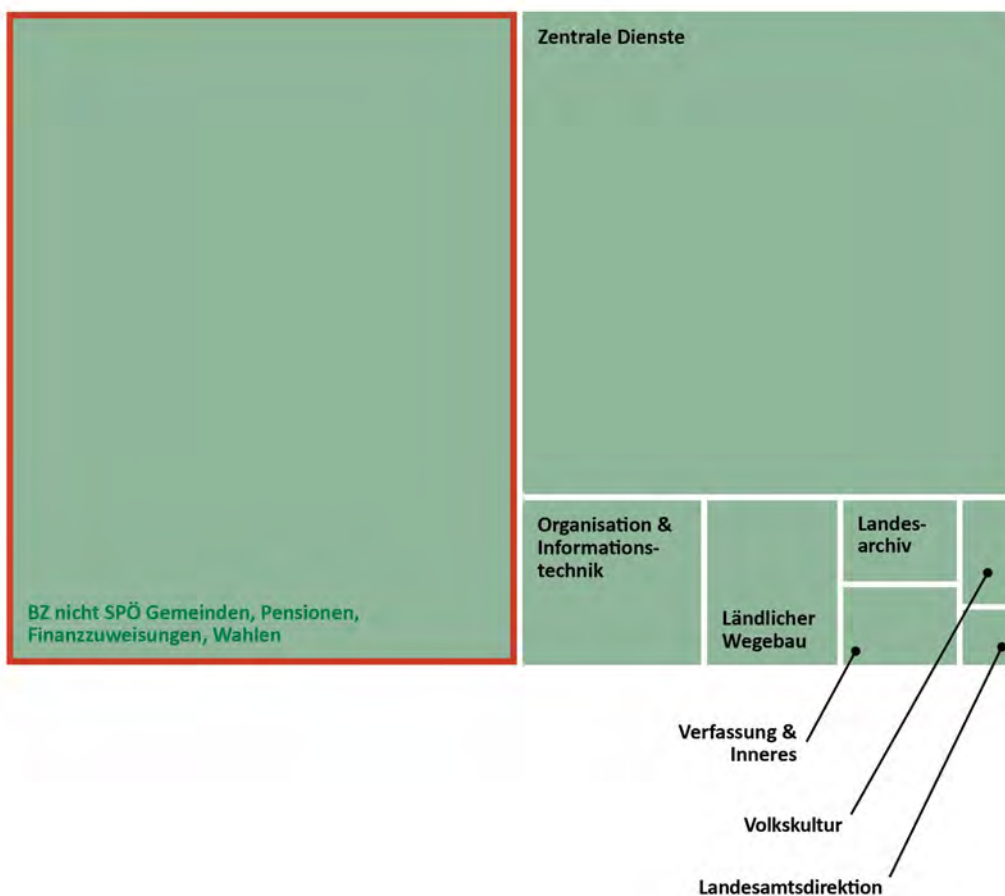 Zentrale Dienste
BZ nicht SPÖ Gemeinden, Pensionen,
Finanzzuweisungen, Wahlen
Organisation &
Informations-
technik
Ländlicher
Wegebau
Landes-
archiv
Verfassung &
Inneres
Volkskultur
Landesamtsdirektion